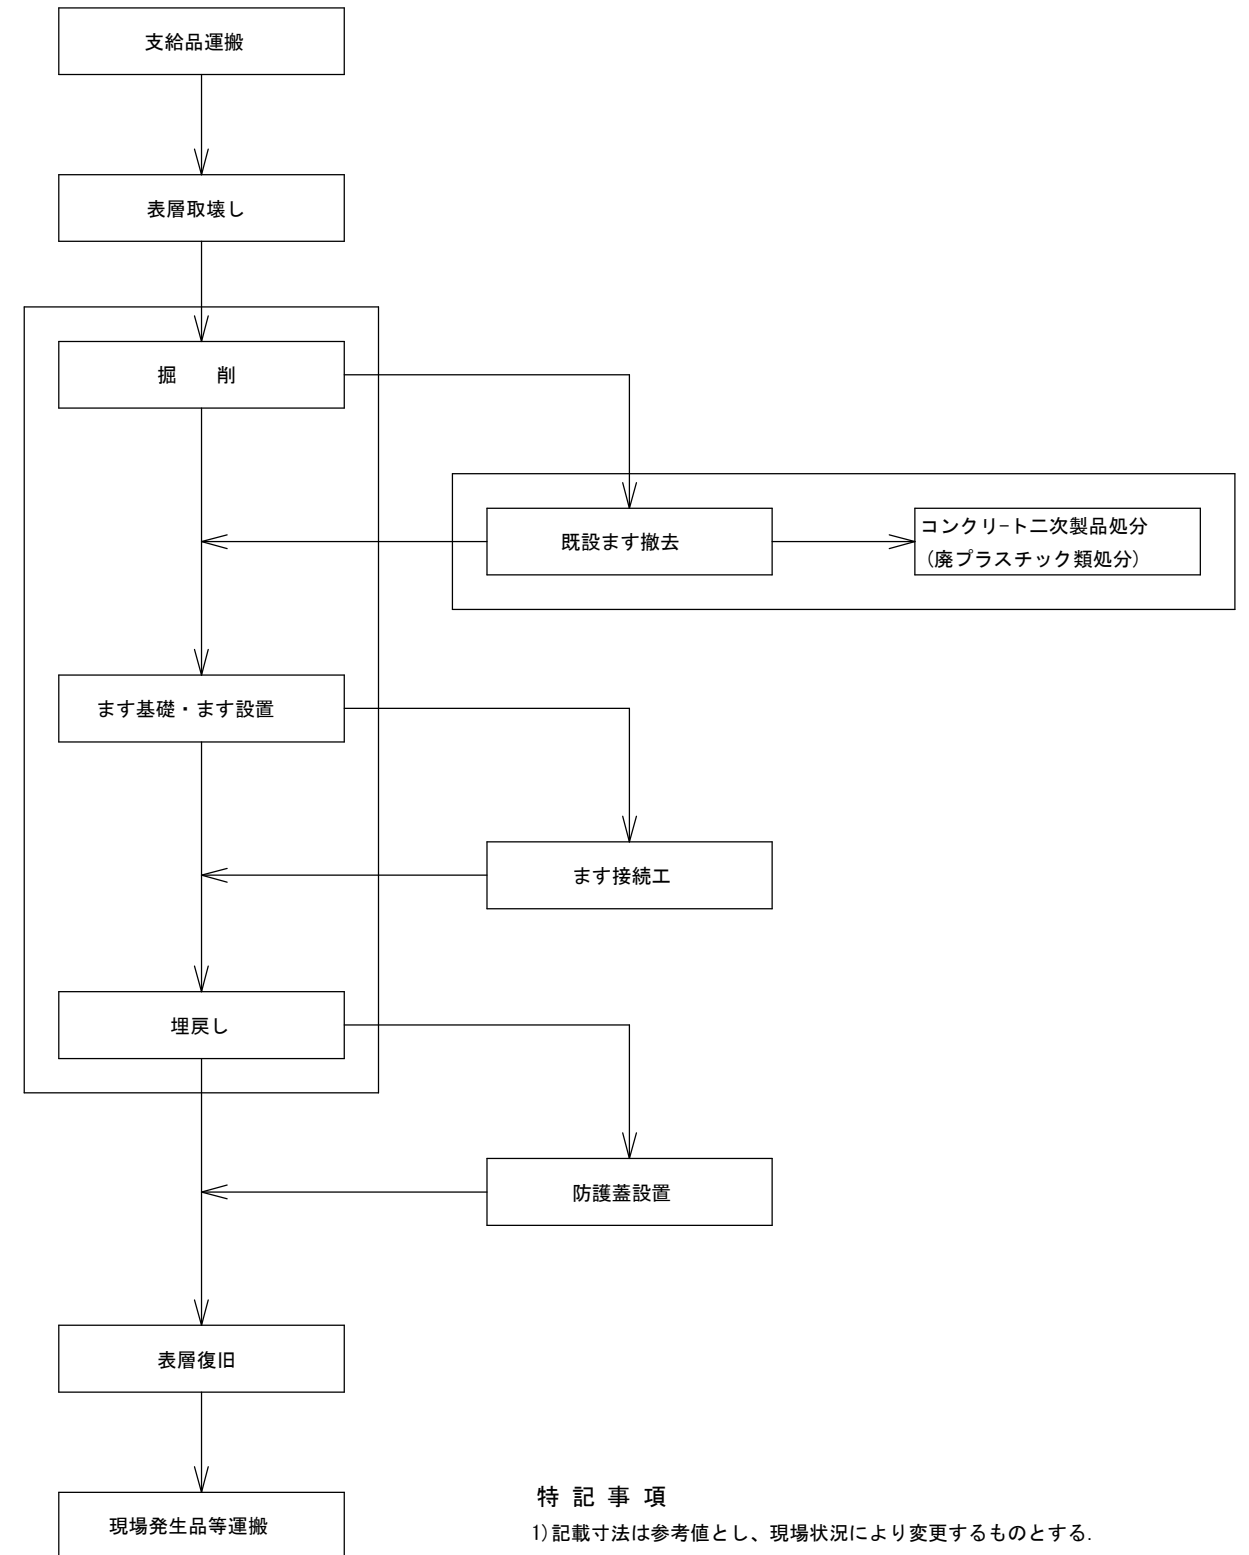 支給品運搬
表層取壊し
掘　　削
既設ます撤去
コンクリ-ト二次製品処分
(廃プラスチック類処分)
ます基礎・ます設置
ます接続工
埋戻し
防護蓋設置
表層復旧
現場発生品等運搬
特 記 事 項
1)記載寸法は参考値とし、現場状況により変更するものとする.